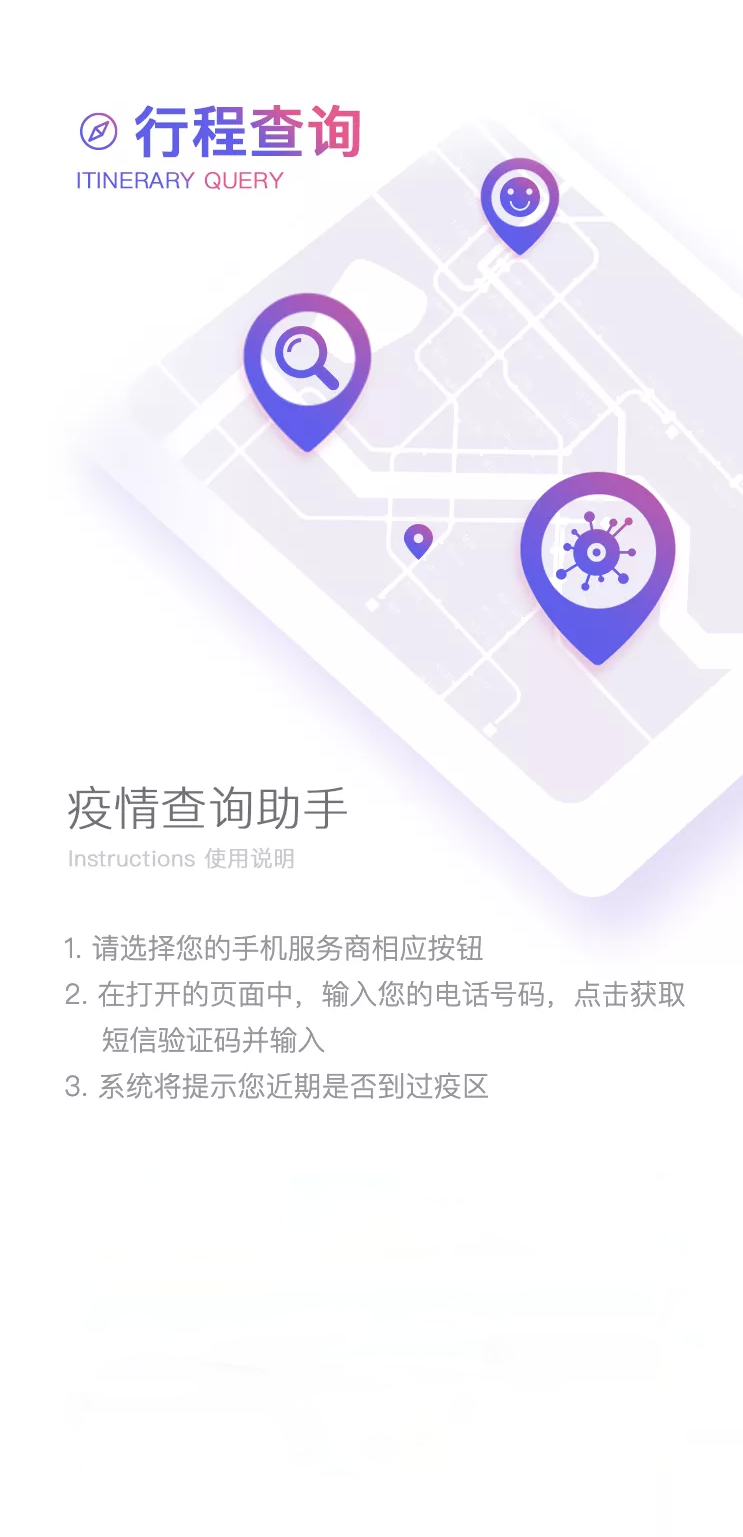 行程查询
ITINERARY QUERY
疫情查询助手
Instructions 使用说明
1. 请选择您的手机服务商相应按钮
2. 在打开的页面中，输入您的电话号码，点击获取
短信验证码并输入
3. 系统将提示您近期是否到过疫区